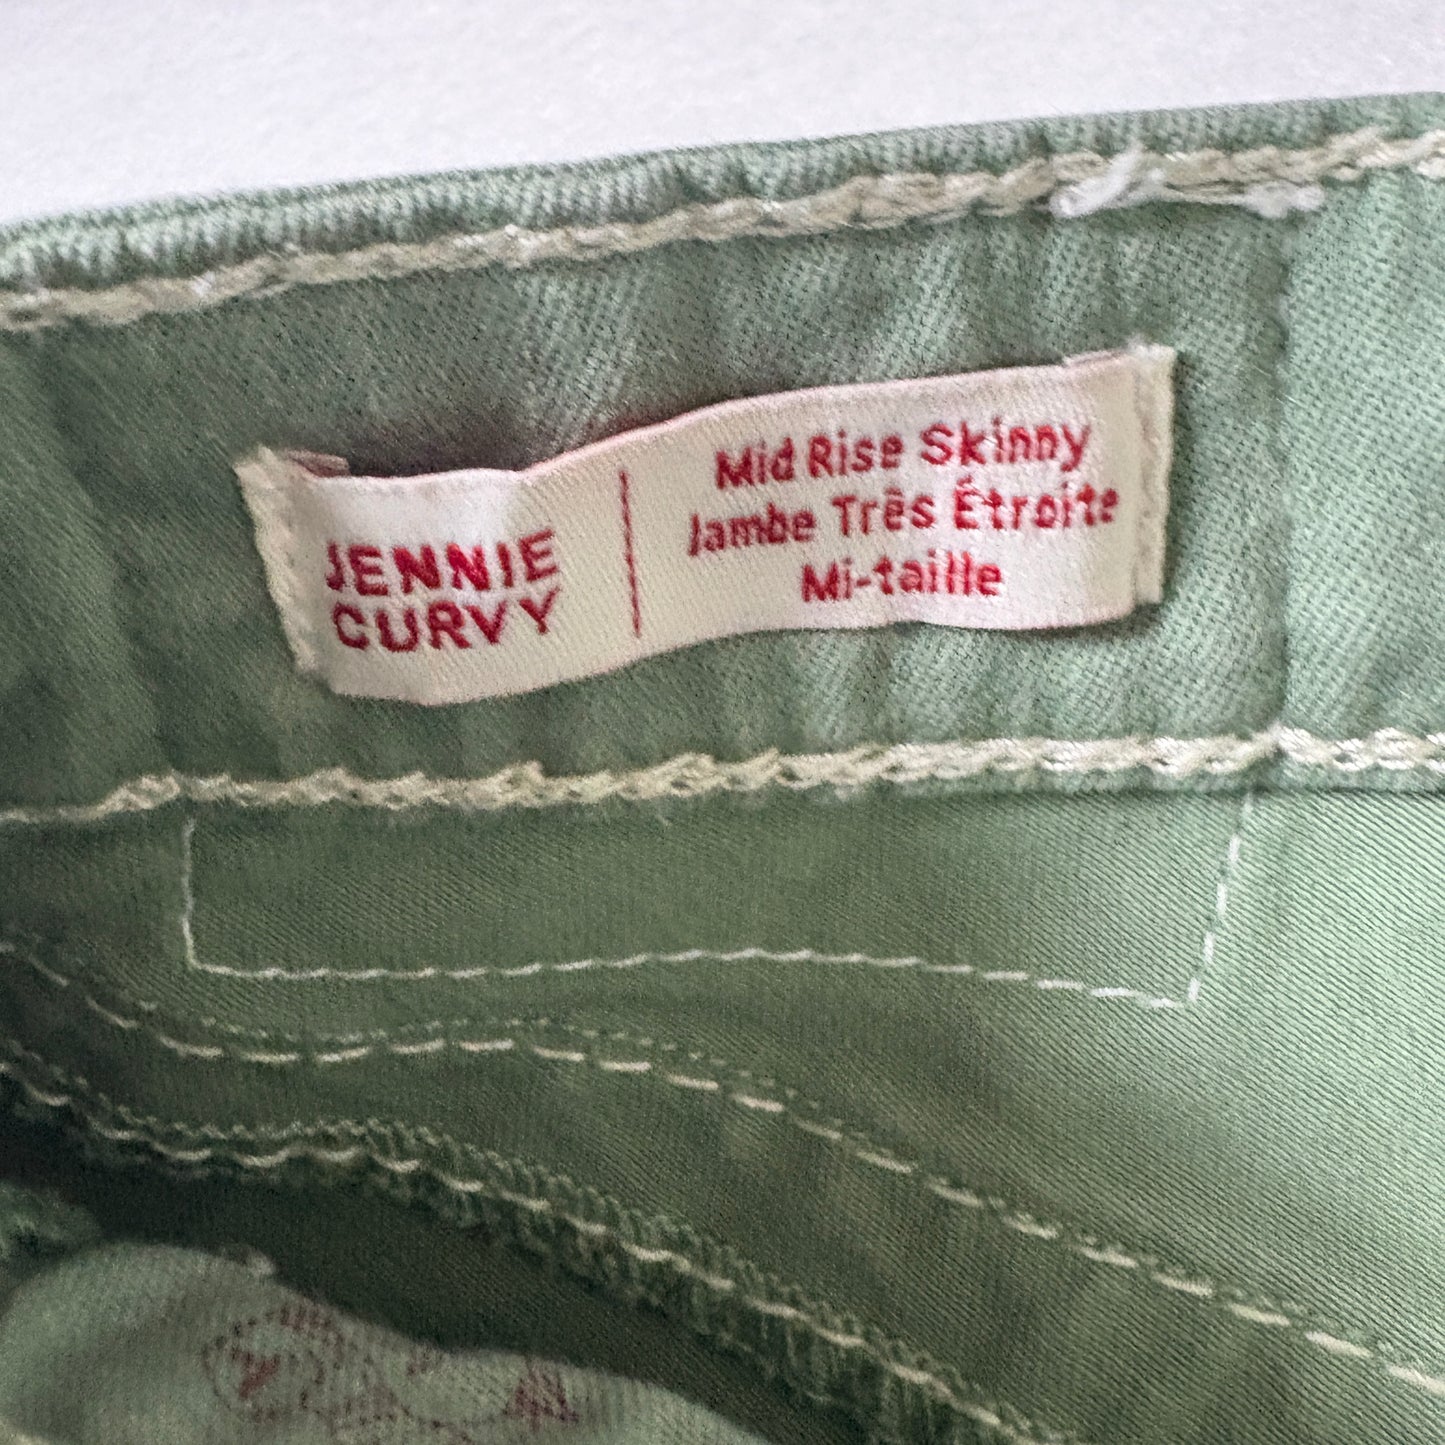 JENNIE
CURVY
Mid Rise Skinny
Jambe Très Étroite
Mi-taille